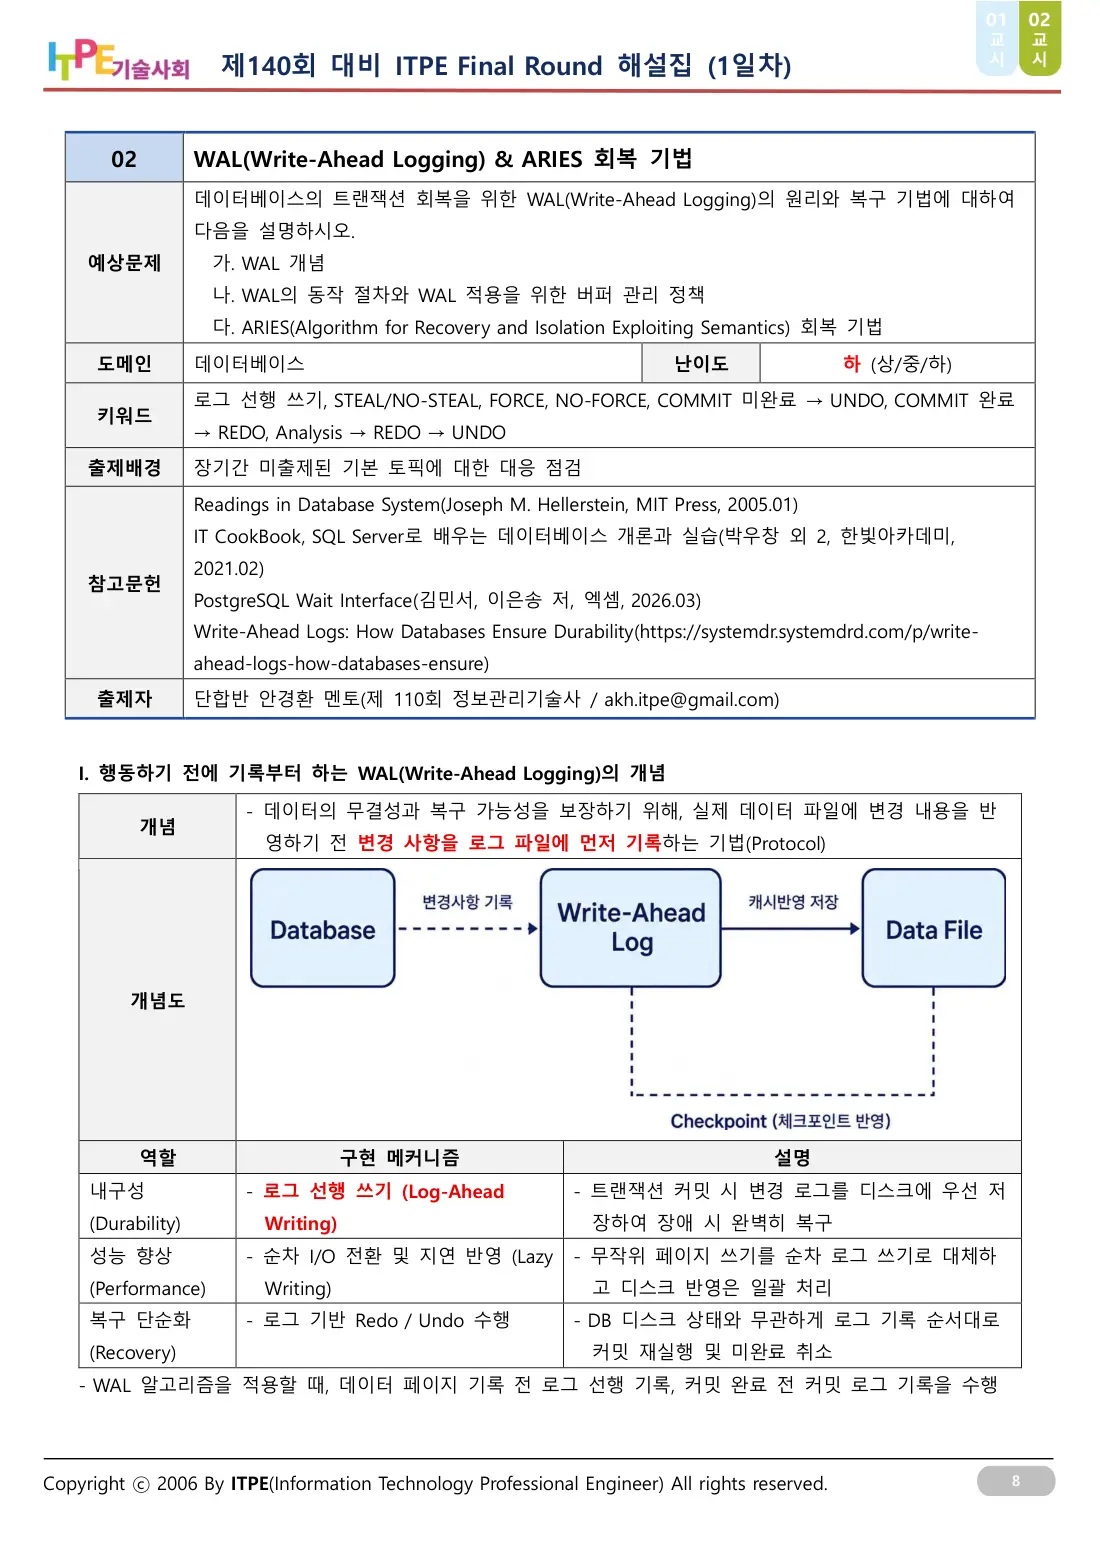 01
교
시
02
교
시
ITPE기술사회 제140회 대비 ITPE Final Round 해설집 (1일차)
02 WAL(Write-Ahead Logging) & ARIES 회복 기법
예상문제
데이터베이스의 트랜잭션 회복을 위한 WAL(Write-Ahead Logging)의 원리와 복구 기법에 대하여
다음을 설명하시오.
가. WAL 개념
나. WAL의 동작 절차와 WAL 적용을 위한 버퍼 관리 정책
다. ARIES(Algorithm for Recovery and Isolation Exploiting Semantics) 회복 기법
도메인 데이터베이스 난이도 하 (상/중/하)
키워드
로그 선행 쓰기, STEAL/NO-STEAL, FORCE, NO-FORCE, COMMIT 미완료 → UNDO, COMMIT 완료
→ REDO, Analysis → REDO → UNDO
출제배경 장기간 미출제된 기본 토픽에 대한 대응 점검
참고문헌
Readings in Database System(Joseph M. Hellerstein, MIT Press, 2005.01)
IT CookBook, SQL Server로 배우는 데이터베이스 개론과 실습(박우창 외 2, 한빛아카데미,
2021.02)
PostgreSQL Wait Interface(김민서, 이은송 저, 엑셈, 2026.03)
Write-Ahead Logs: How Databases Ensure Durability(https://systemdr.systemdrd.com/p/write-
ahead-logs-how-databases-ensure)
출제자 단합반 안경환 멘토(제 110회 정보관리기술사 / akh.itpe@gmail.com)
I. 행동하기 전에 기록부터 하는 WAL(Write-Ahead Logging)의 개념
개념
- 데이터의 무결성과 복구 가능성을 보장하기 위해, 실제 데이터 파일에 변경 내용을 반
영하기 전 변경 사항을 로그 파일에 먼저 기록하는 기법(Protocol)
개념도
Database
변경사항 기록
Write-Ahead
Log
캐시반영 저장
Data File
Checkpoint (체크포인트 반영)
역할 구현 메커니즘 설명
내구성
(Durability)
- 로그 선행 쓰기 (Log-Ahead
Writing)
- 트랜잭션 커밋 시 변경 로그를 디스크에 우선 저
장하여 장애 시 완벽히 복구
성능 향상
(Performance)
- 순차 I/O 전환 및 지연 반영 (Lazy
Writing)
- 무작위 페이지 쓰기를 순차 로그 쓰기로 대체하
고 디스크 반영은 일괄 처리
복구 단순화
(Recovery)
- 로그 기반 Redo / Undo 수행
- DB 디스크 상태와 무관하게 로그 기록 순서대로
커밋 재실행 및 미완료 취소
- WAL 알고리즘을 적용할 때, 데이터 페이지 기록 전 로그 선행 기록, 커밋 완료 전 커밋 로그 기록을 수행
Copyright ⓒ 2006 By ITPE(Information Technology Professional Engineer) All rights reserved.
8